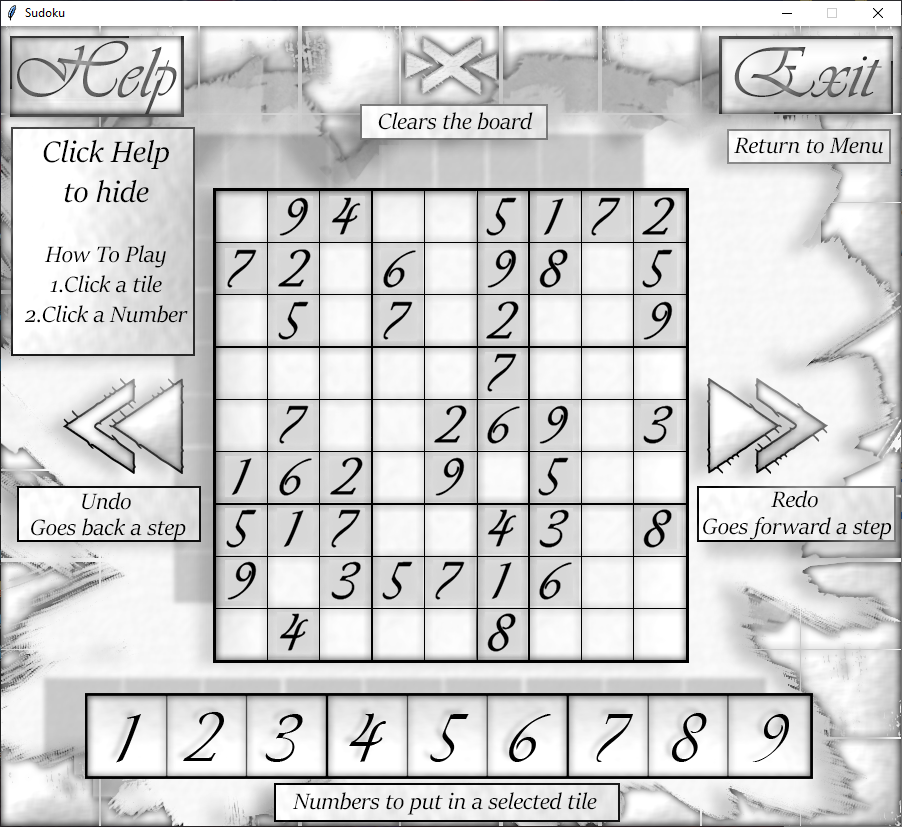 Sudoku
Help
Exit
Clears the board
Click Help
to hide
Return to Menu
How To Play
1.Click a tile
2.Click a Number
9 4 5 1 7 2
7 2 6 9 8 5
5 7 2 9
7
7 2 6 9 3
1 6 2 9 5
5 1 7 4 3 8
9 3 5 7 1 6
4 8
Undo
Goes back a step
Redo
Goes forward a step
1 2 3 4 5 6 7 8 9
Numbers to put in a selected tile